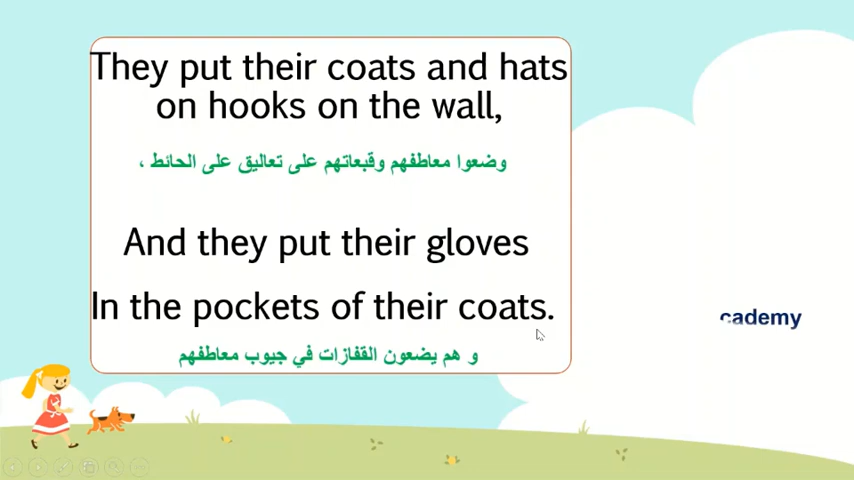 They put their coats and hats
on hooks on the wall,
وضعوا معاطفهم وقبعاتهم على تعاليق على الحائط ،
And they put their gloves
In the pockets of their coats.
و هم يضعون القفازات في جيوب معاطفهم
cademy